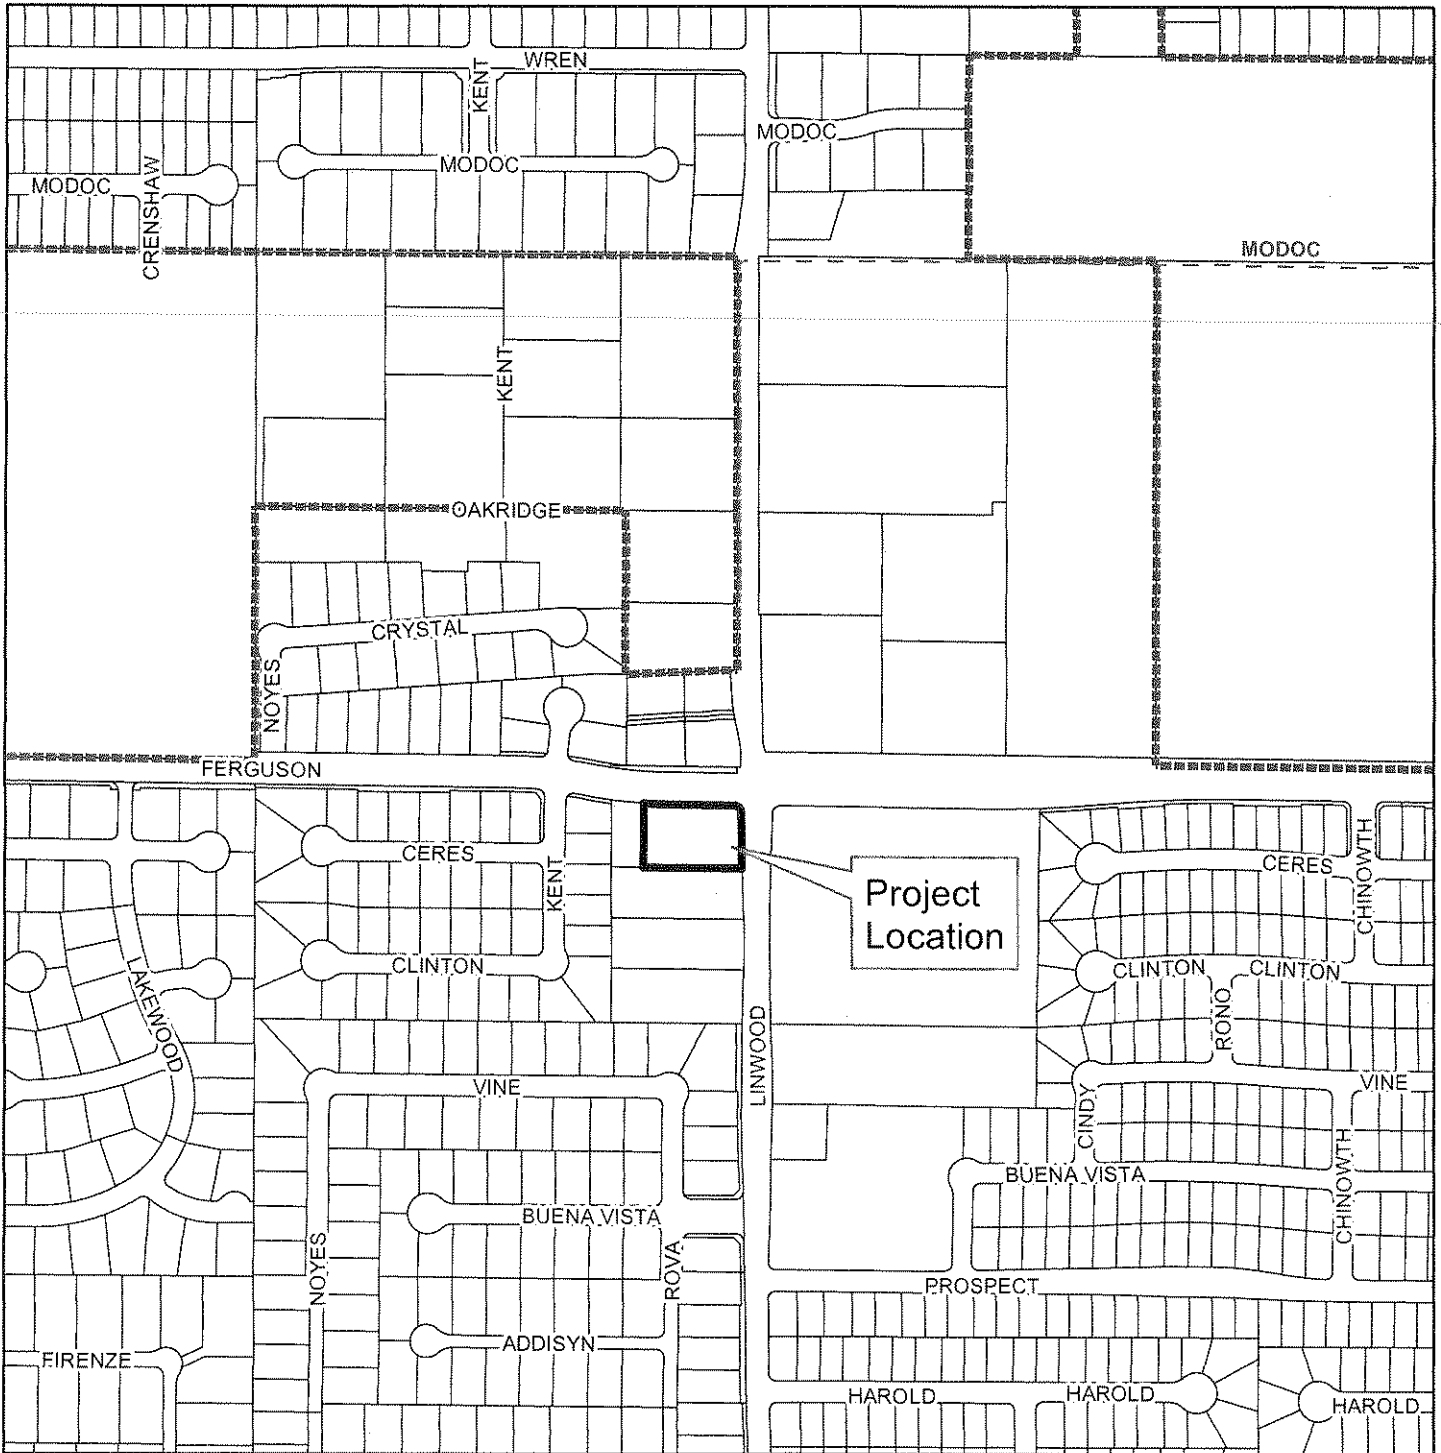 WREN
KENT
MODOC
MODOC
MODOC
CRENSHAW
MODOC
KENT
OAKRIDGE
CRYSTAL
NOYES
FERGUSON
CERES
KENT
CERES
CHINOWTH
Project
Location
CLINTON
CLINTON
CLINTON
LAKEWOOD
RONO
LINWOOD
VINE
VINE
CINDY
BUENA VISTA
CHINOWTH
BUENA VISTA
NOYES
ROVA
PROSPECT
ADDISYN
FIRENZE
HAROLD
HAROLD
HAROLD